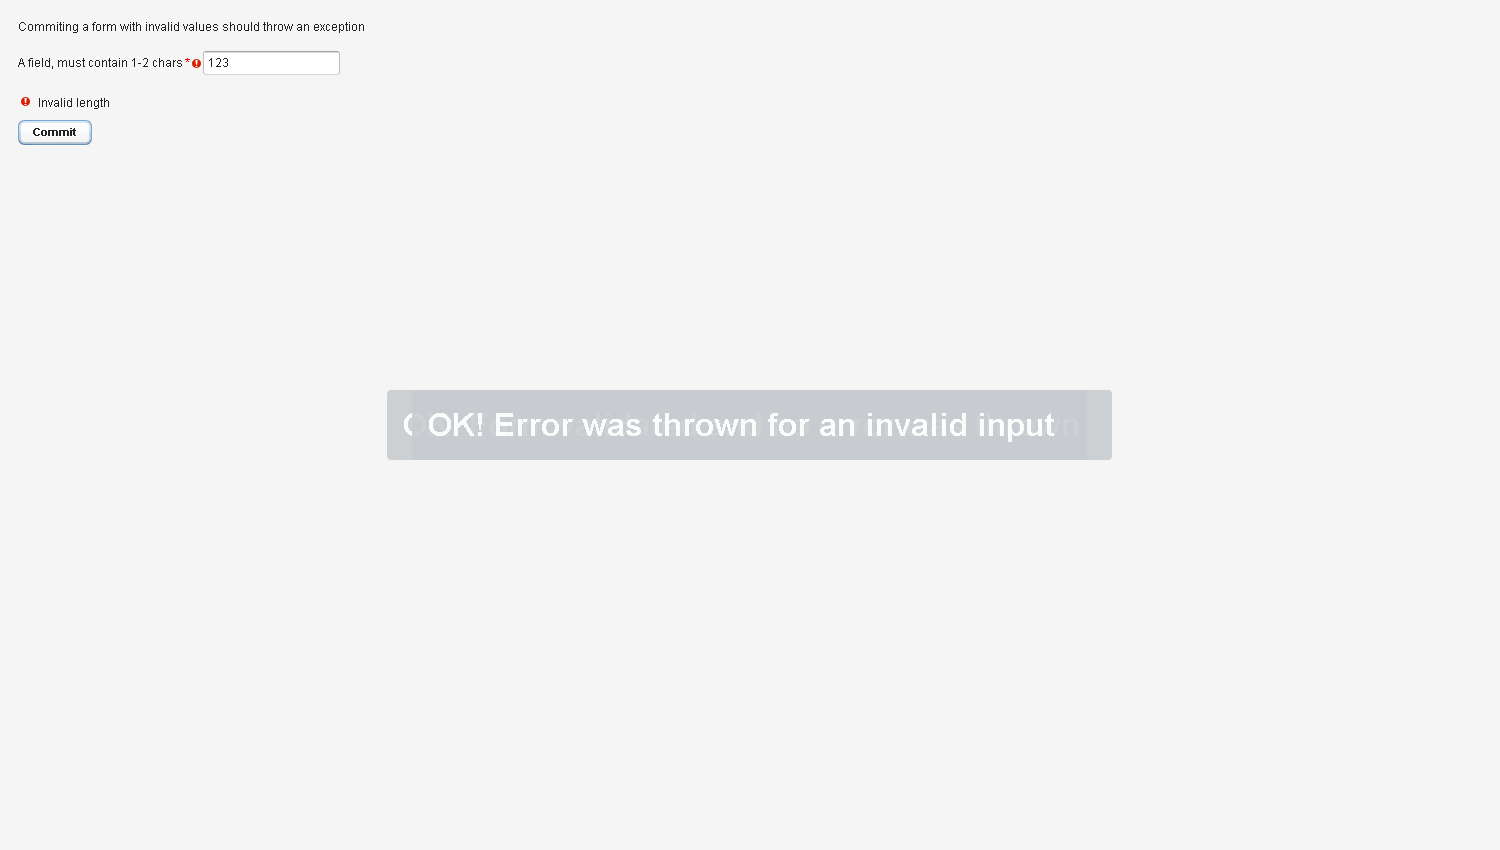 Commiting a form with invalid values should throw an exception
A field, must contain 1-2 chars * 123
Invalid length
Commit
OK! Error was thrown for an invalid input